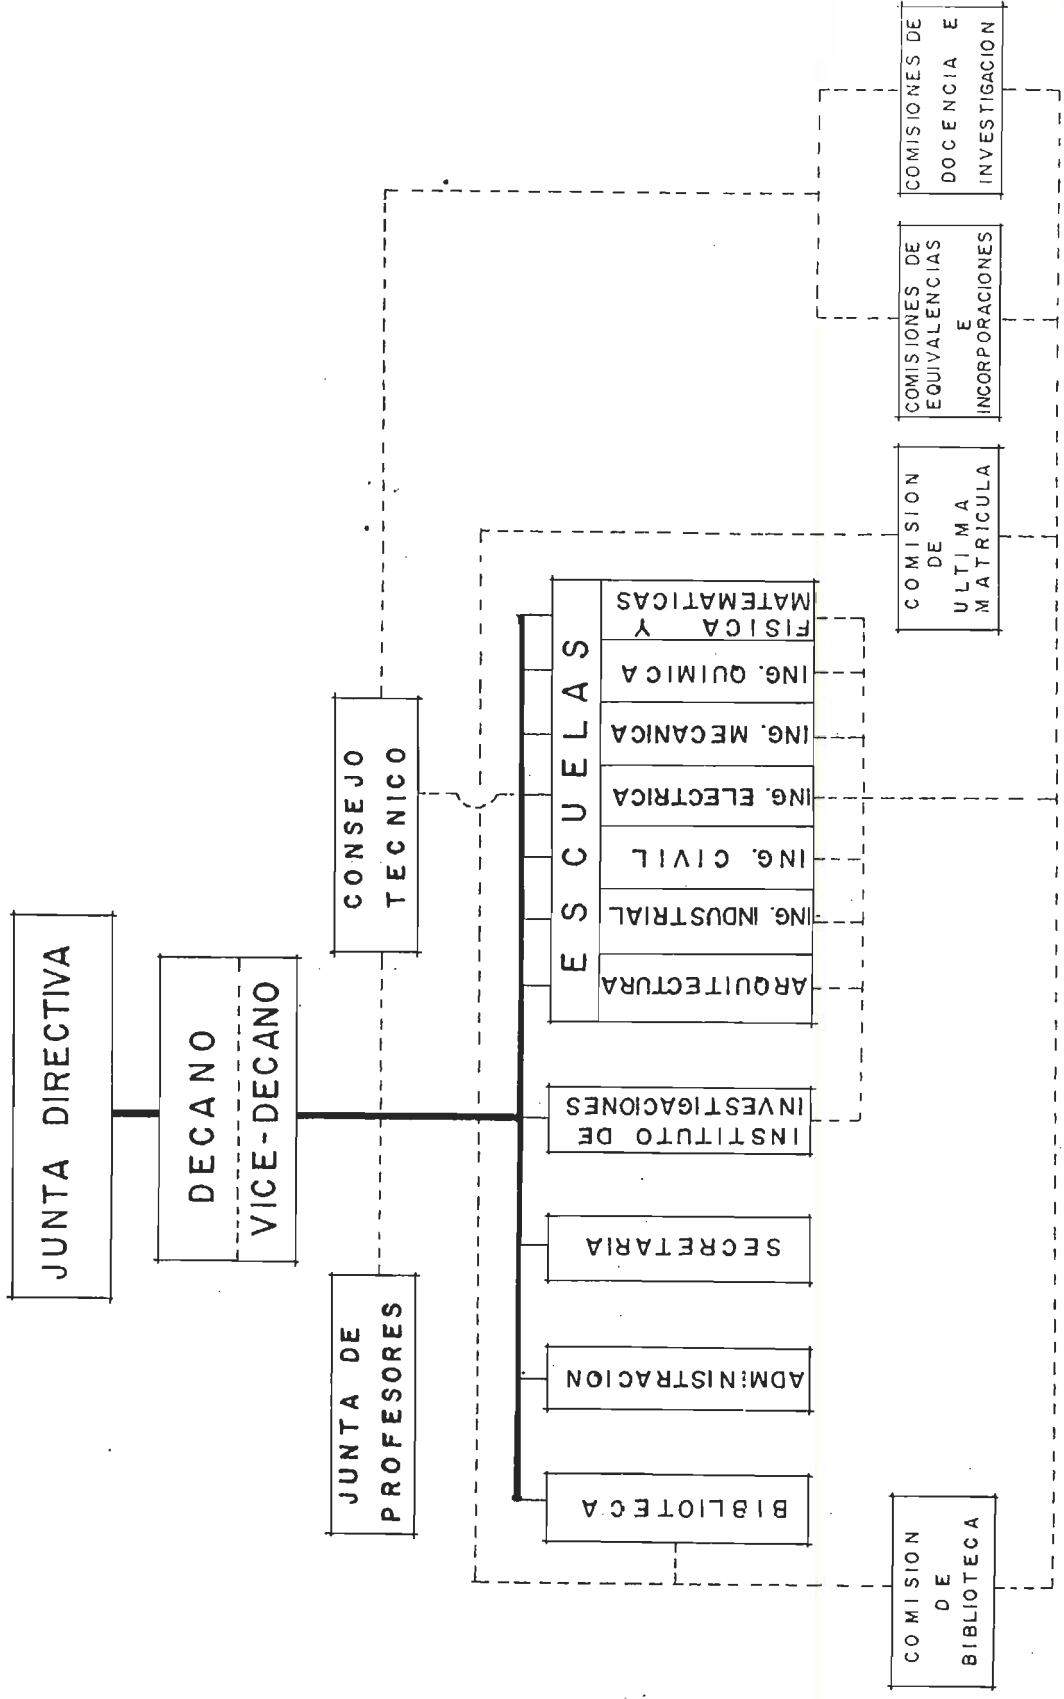 JUNTA DIRECTIVA
DECANO
VICE-DECANO
JUNTA DE
PROFESORES
CONSEJO
TECNICO
BIBLIOTECA
ADMINISTRACION
SECRETARIA
INSTITUTO DE
INVESTIGACIONES
ESCUELAS
ARQUITECTURA
ING. INDUSTRIAL
ING. CIVIL
ING. ELECTRICA
ING. MECANICA
ING. QUIMICA
FISICA Y
MATEMATICAS
COMISION
DE
BIBLIOTECA
COMISION
DE
ULTIMA
MATRICULA
COMISIONES DE
EQUIVALENCIAS
E
INCORPORACIONES
COMISIONES DE
DOCENCIA E
INVESTIGACION